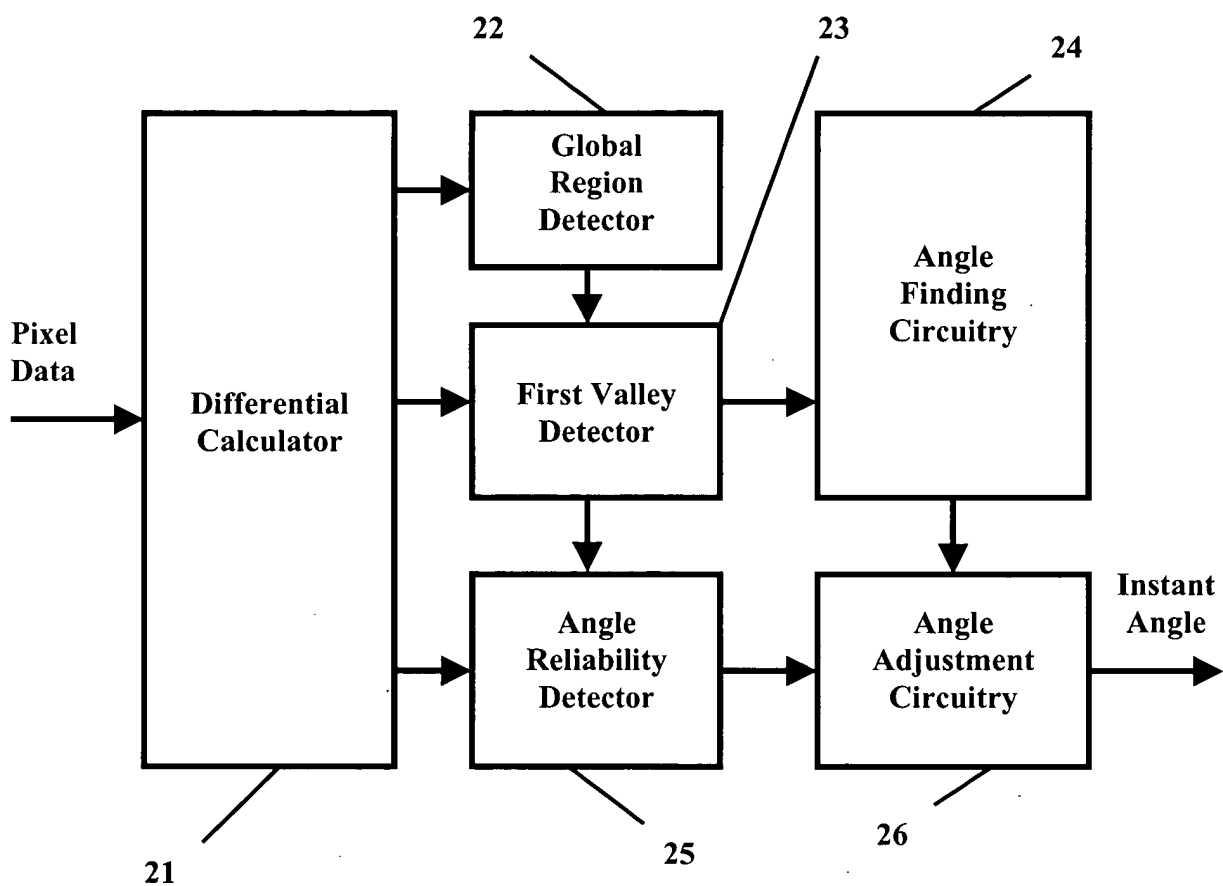 22
23
24
Global
Region
Detector
Angle
Finding
Circuitry
Pixel
Data
Differential
Calculator
First Valley
Detector
Angle
Reliability
Detector
Angle
Adjustment
Circuitry
Instant
Angle
21
25
26